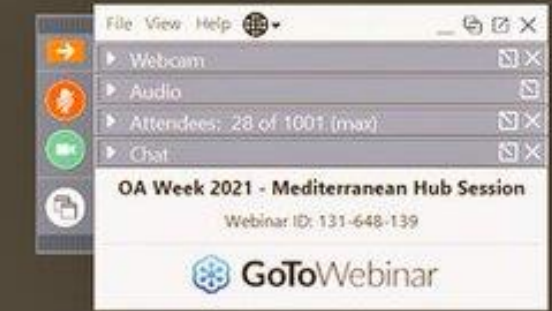 File View Help
Webcam
Audio
Attendees: 28 of 1001 (max)
Chat
OA Week 2021 - Mediterranean Hub Session
Webinar ID: 131-648-139
GoToWebinar